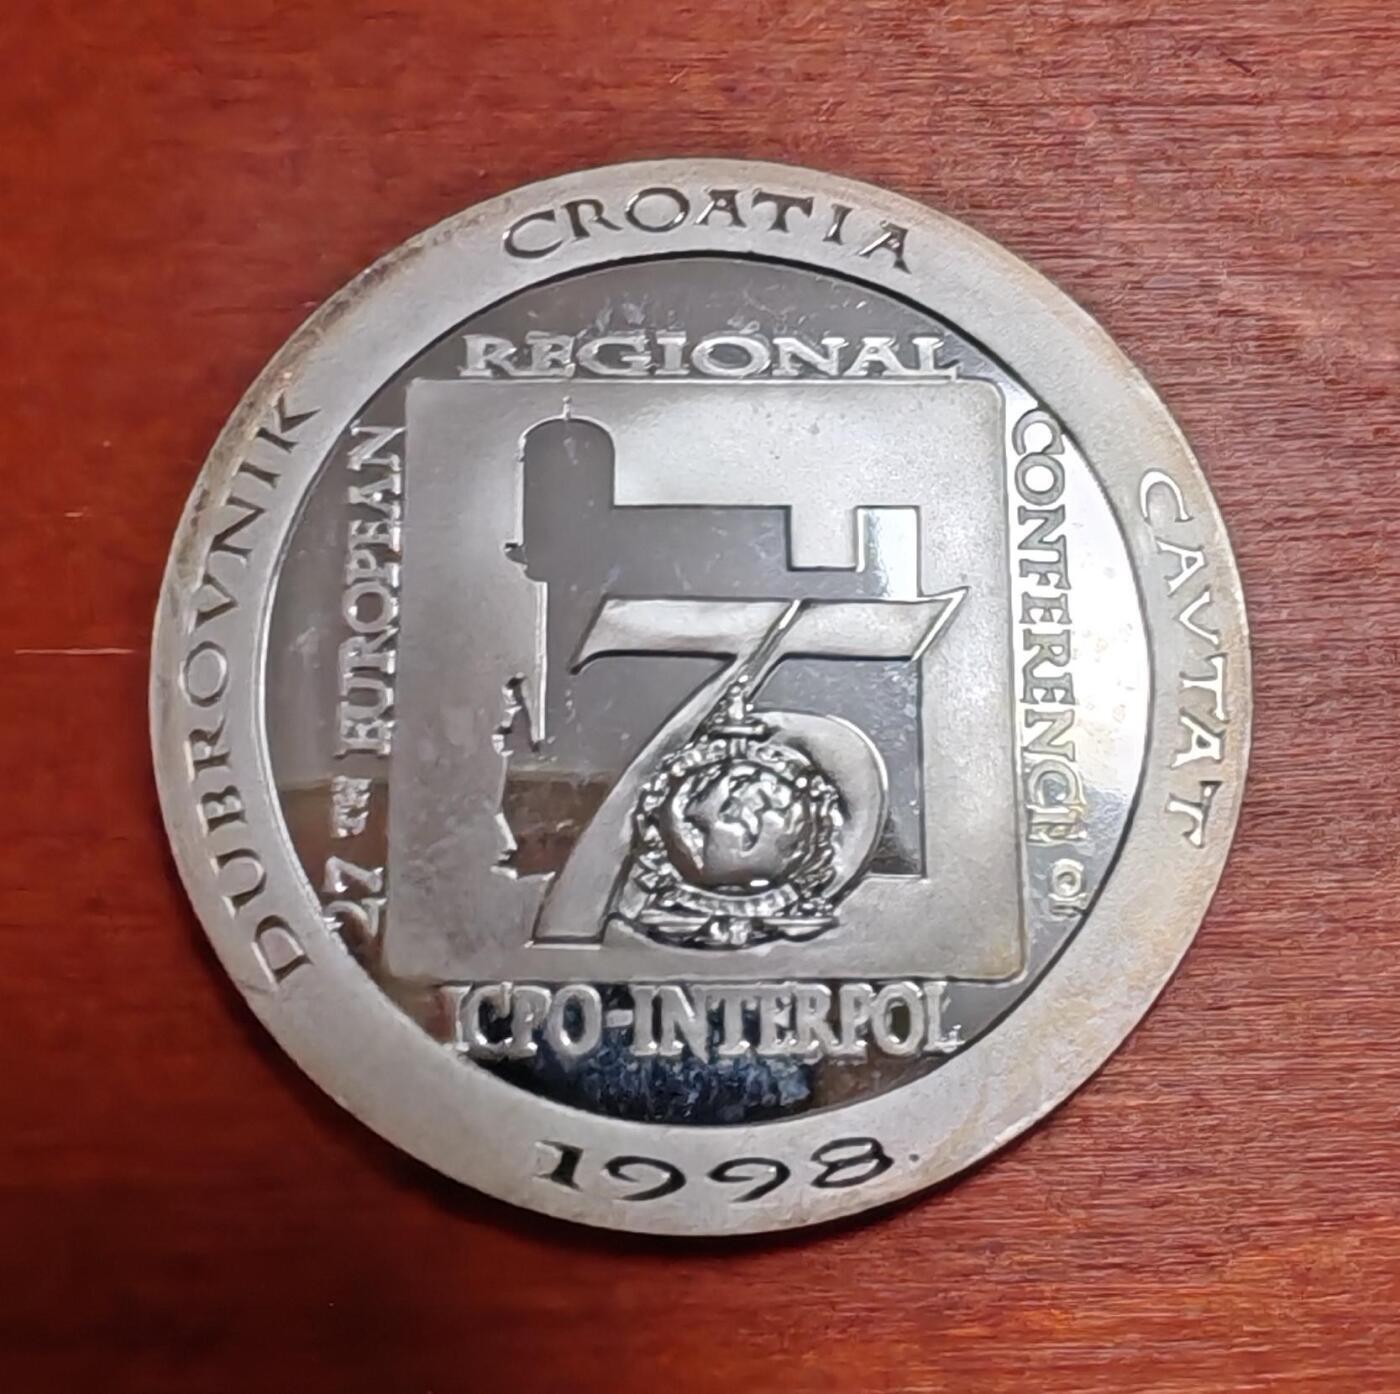 DUBROVNIK
CROATIA
CAVTAT
27TH EUROPEAN
REGIONAL
CONFERENCE OF
75
ICPO-INTERPOL
1998.